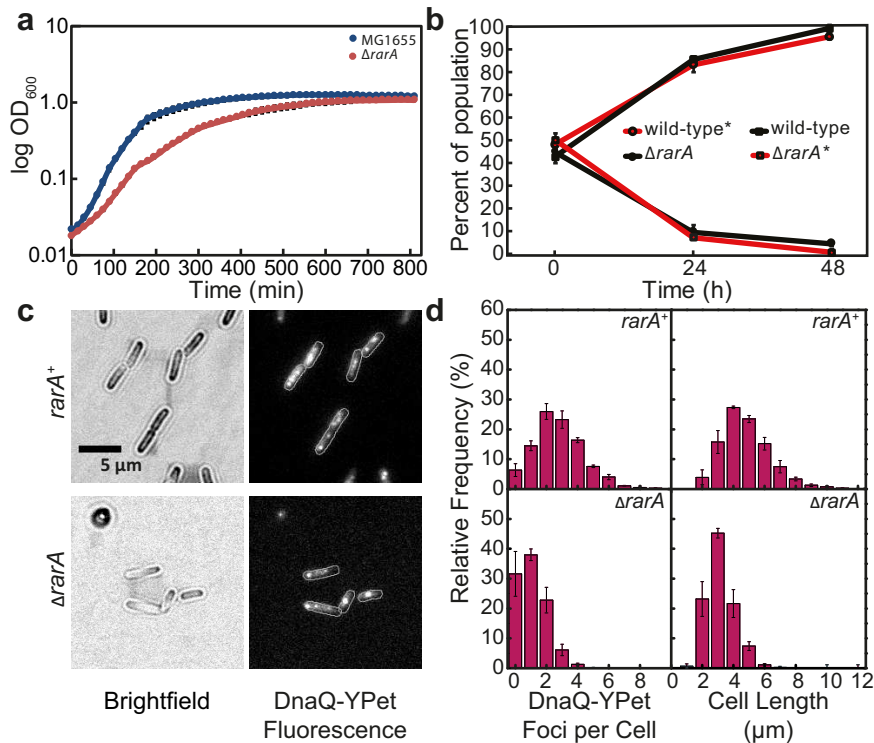 a
MG1655
ΔrarA
log OD600
1.0
0.1
0.01
0 100 200 300 400 500 600 700 800
Time (min)
b
Percent of population
100
90
80
70
60
50
40
30
20
10
0
wild-type* wild-type
ΔrarA ΔrarA*
0 24 48
Time (h)
c
rarA+
5 μm
ΔrarA
Brightfield
DnaQ-YPet
Fluorescence
d
Relative Frequency (%)
60
50
40
30
20
10
0
rarA+
rarA+
40
30
20
10
0
ΔrarA
ΔrarA
0 2 4 6 8
DnaQ-YPet
Foci per Cell
2 4 6 8 10 12
Cell Length
(μm)